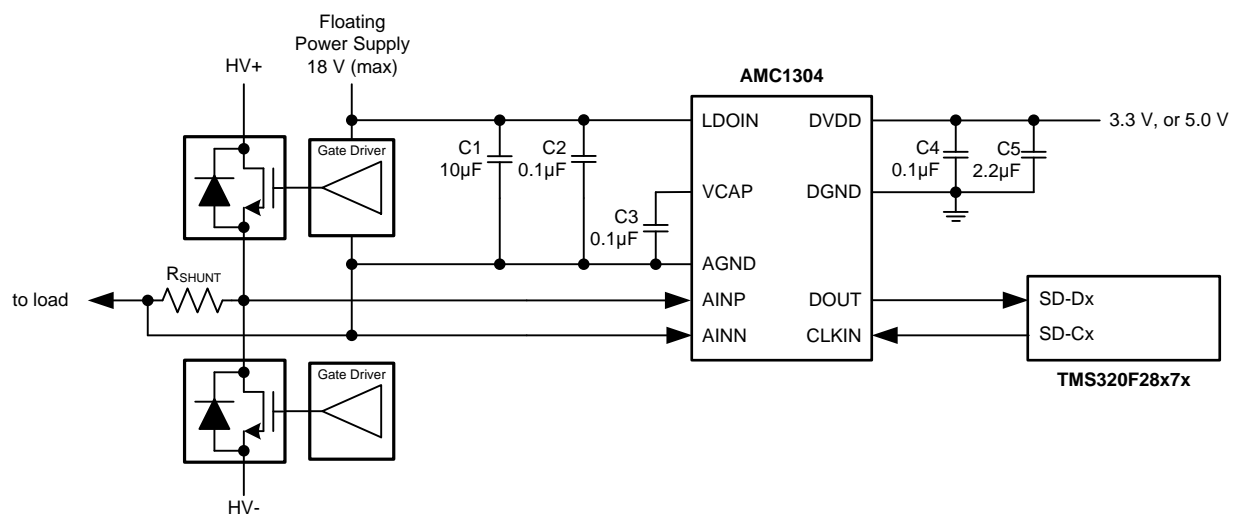 Floating
Power Supply
18 V (max)
HV+
AMC1304
Gate Driver
LDOIN
DVDD
3.3 V, or 5.0 V
C1
10µF
C2
0.1µF
C4
0.1µF
C5
2.2µF
VCAP
DGND
C3
0.1µF
AGND
RSHUNT
to load
AINP
DOUT
SD-Dx
AINN
CLKIN
SD-Cx
Gate Driver
TMS320F28x7x
HV-